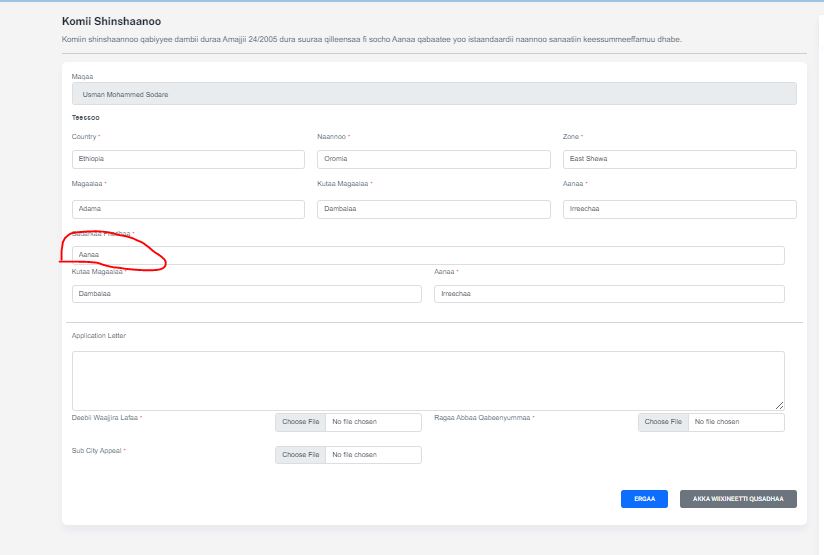 Komii Shinshaanoo
Komiin shinshaannoo qabiyyee dambii duraa Amajjii 24/2005 dura suuraa qilleensaa fi socho Aanaa qabaatee yoo istaandaardii naannoo sanaatiin keessummeeffamuu dhabe.
Maqaa
Usman Mohammed Sodare
Teessoo
Country * Naannoo * Zone *
Ethiopia Oromia East Shewa
Magaalaa * Kutaa Magaalaa * Aanaa *
Adama Dambalaa Irreechaa
Aanaa
Kutaa Magaalaa * Aanaa *
Dambalaa Irreechaa
Application Letter
Deebii Waajjira Lafaa * Choose File No file chosen Ragaa Abbaa Qabeenyummaa * Choose File No file chosen
Sub City Appeal * Choose File No file chosen
ERGAA AKKA WIIXINEETTI QUSADHAA